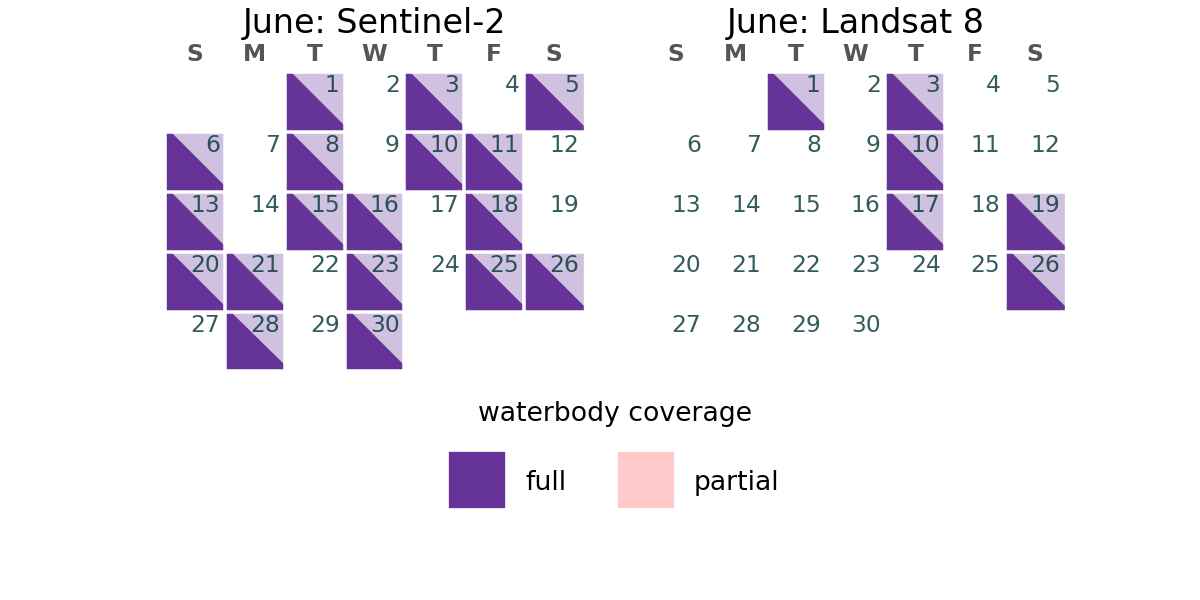 June: Sentinel-2
S M T W T F S
1 2 3 4 5
6 7 8 9 10 11 12
13 14 15 16 17 18 19
20 21 22 23 24 25 26
27 28 29 30
June: Landsat 8
S M T W T F S
1 2 3 4 5
6 7 8 9 10 11 12
13 14 15 16 17 18 19
20 21 22 23 24 25 26
27 28 29 30
waterbody coverage
full partial